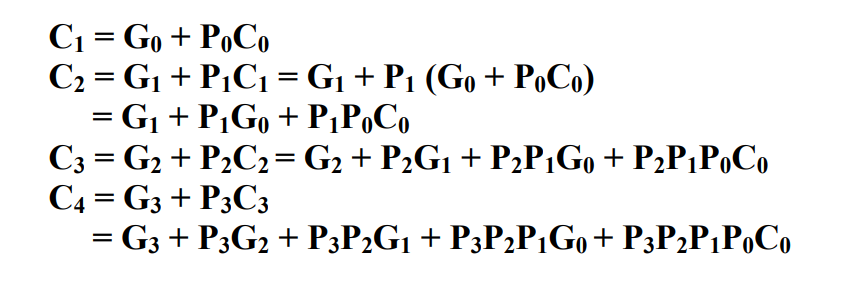 C₁ = G₀ + P₀C₀
C₂ = G₁ + P₁C₁ = G₁ + P₁ (G₀ + P₀C₀)
= G₁ + P₁G₀ + P₁P₀C₀
C₃ = G₂ + P₂C₂ = G₂ + P₂G₁ + P₂P₁G₀ + P₂P₁P₀C₀
C₄ = G₃ + P₃C₃
= G₃ + P₃G₂ + P₃P₂G₁ + P₃P₂P₁G₀ + P₃P₂P₁P₀C₀